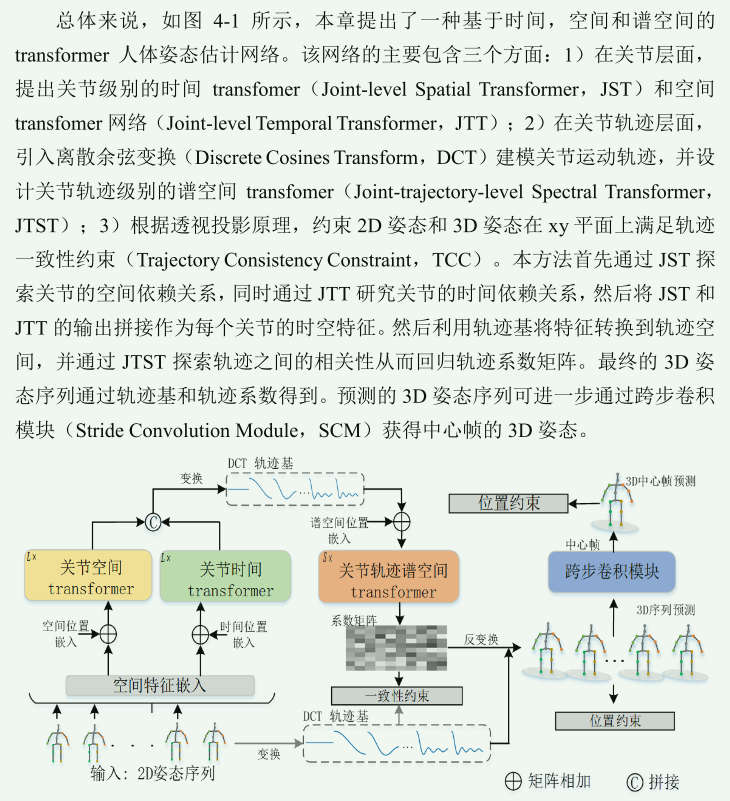 总体来说，如图 4-1 所示，本章提出了一种基于时间，空间和谱空间的
transformer 人体姿态估计网络。该网络的主要包含三个方面：1）在关节层面，
提出关节级别的时间 transfomer（Joint-level Spatial Transformer，JST）和空间
transfomer 网络（Joint-level Temporal Transformer，JTT）；2）在关节轨迹层面，
引入离散余弦变换（Discrete Cosines Transform，DCT）建模关节运动轨迹，并设
计关节轨迹级别的谱空间 transfomer（Joint-trajectory-level Spectral Transformer，
JTST）；3）根据透视投影原理，约束 2D 姿态和 3D 姿态在 xy 平面上满足轨迹
一致性约束（Trajectory Consistency Constraint，TCC）。本方法首先通过 JST 探
索关节的空间依赖关系，同时通过 JTT 研究关节的时间依赖关系，然后将 JST 和
JTT 的输出拼接作为每个关节的时空特征。然后利用轨迹基将特征转换到轨迹空
间，并通过 JTST 探索轨迹之间的相关性从而回归轨迹系数矩阵。最终的 3D 姿
态序列通过轨迹基和轨迹系数得到。预测的 3D 姿态序列可进一步通过跨步卷积
模块（Stride Convolution Module，SCM）获得中心帧的 3D 姿态。
DCT 轨迹基
变换
C
谱空间位置
嵌入
L×
关节空间
transformer
L×
关节时间
transformer
S×
关节轨迹谱空间
transformer
空间位置
嵌入
时间位置
嵌入
空间特征嵌入
系数矩阵
反变换
一致性约束
DCT 轨迹基
变换
输入: 2D姿态序列
3D中心帧预测
位置约束
中心帧
跨步卷积模块
3D序列预测
位置约束
矩阵相加
C 拼接